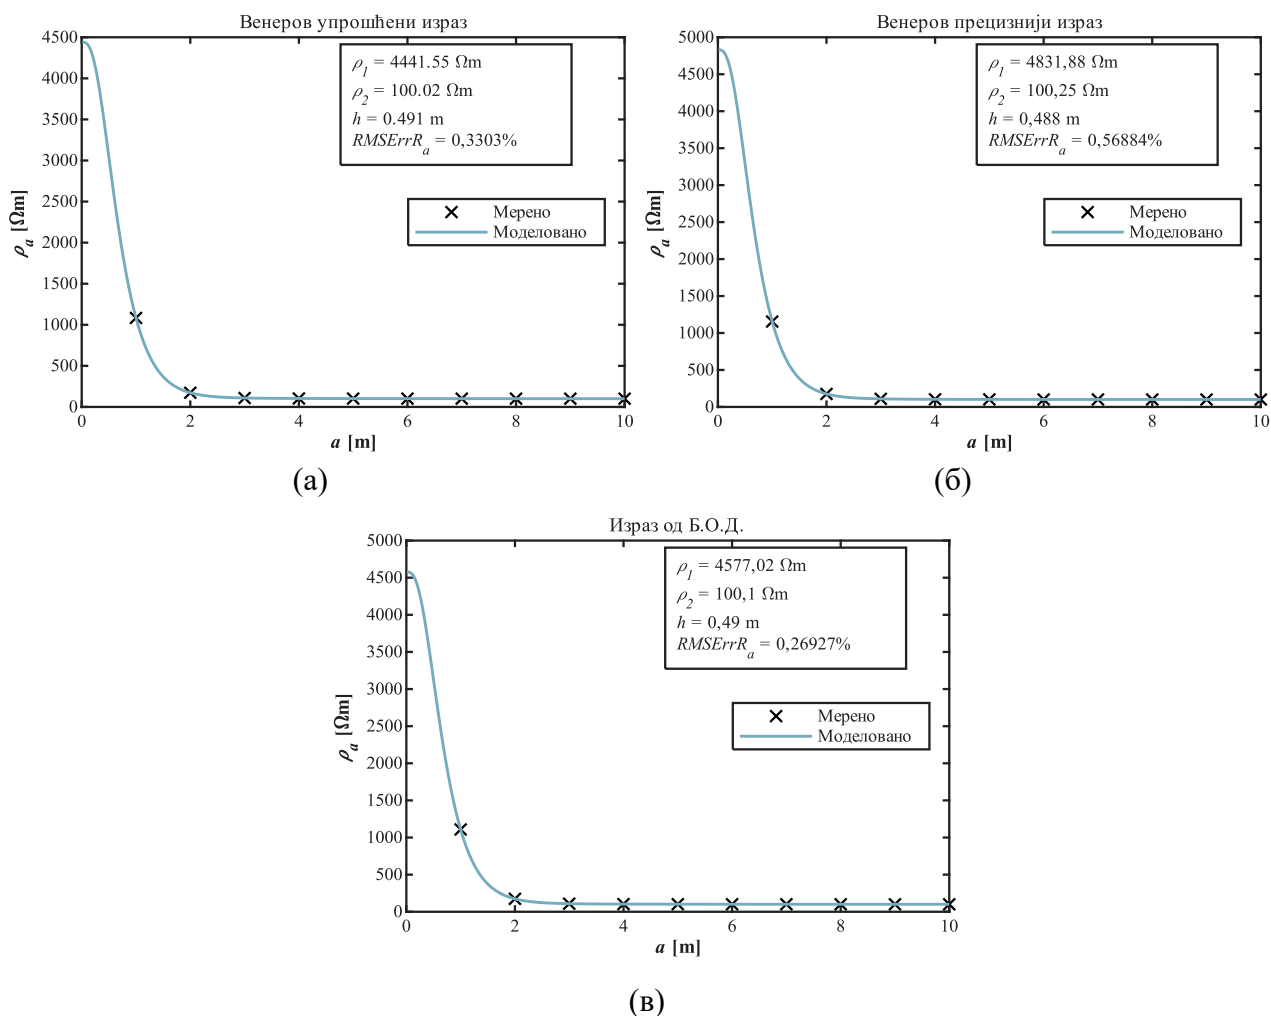 Венеров упрошћени израз
ρ1 = 4441.55 Ωm
ρ2 = 100.02 Ωm
h = 0.491 m
RMSErrRa = 0,3303%
Мерено
Моделовано
ρa [Ωm]
4500
4000
3500
3000
2500
2000
1500
1000
500
0
0 2 4 6 8 10
a [m]
(а)
Венеров прецизнији израз
ρ1 = 4831,88 Ωm
ρ2 = 100,25 Ωm
h = 0,488 m
RMSErrRa = 0,56884%
Мерено
Моделовано
ρa [Ωm]
5000
4500
4000
3500
3000
2500
2000
1500
1000
500
0
0 2 4 6 8 10
a [m]
(б)
Израз од Б.О.Д.
ρ1 = 4577,02 Ωm
ρ2 = 100,1 Ωm
h = 0,49 m
RMSErrRa = 0,26927%
Мерено
Моделовано
ρa [Ωm]
5000
4500
4000
3500
3000
2500
2000
1500
1000
500
0
0 2 4 6 8 10
a [m]
(в)